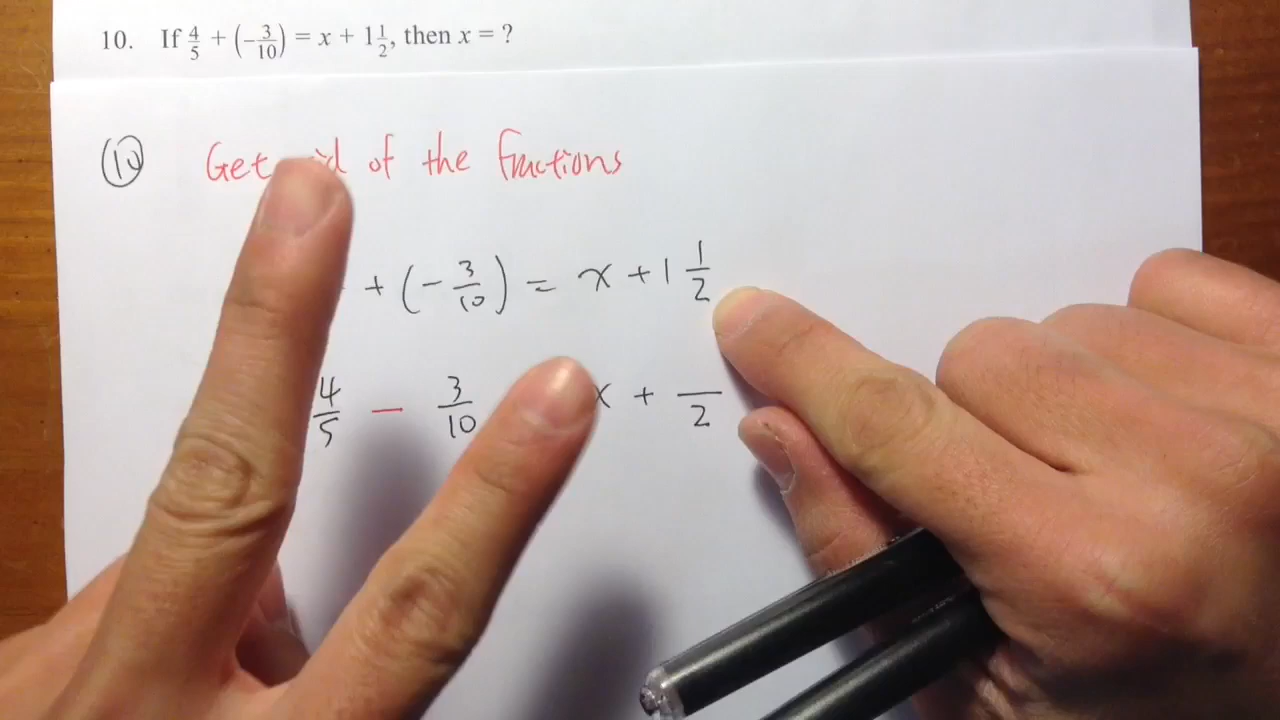 10. If 4/5 + (-3/10) = x + 1 1/2, then x = ?
(10) Get of the fractions
+ (-3/10) = x + 1 1/2
4/5 - 3/10 x + /2